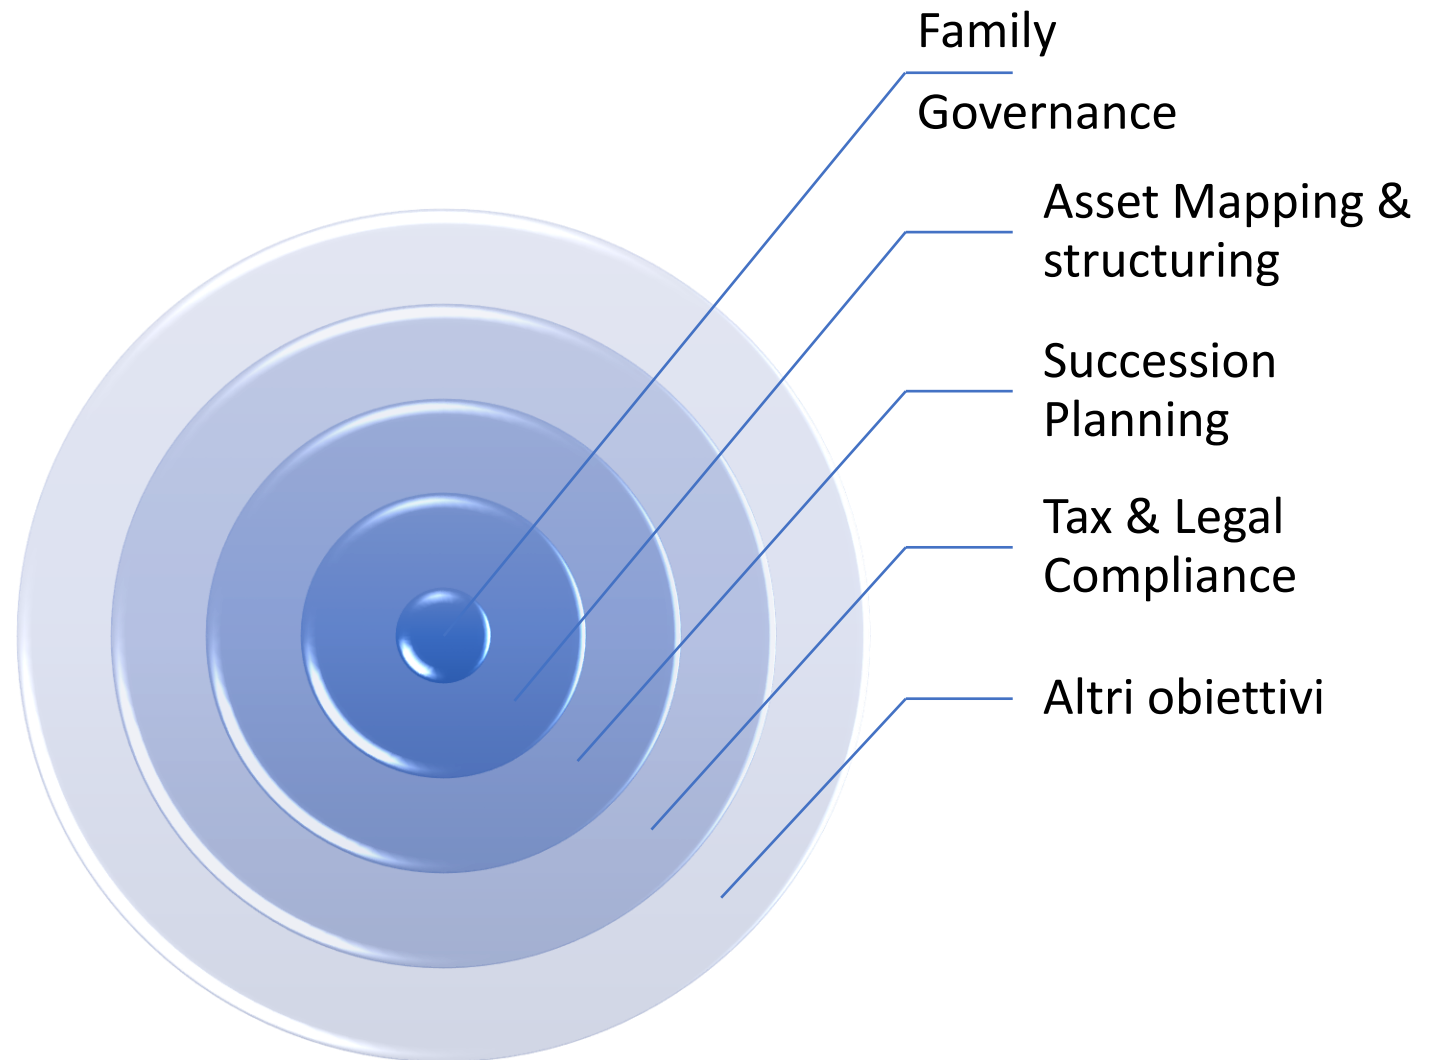 Family
Governance
Asset Mapping &
structuring
Succession
Planning
Tax & Legal
Compliance
Altri obiettivi